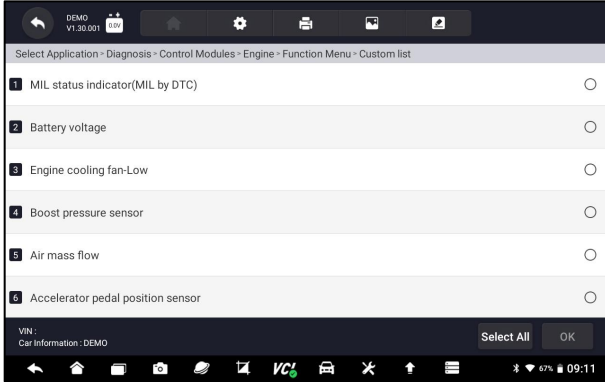 DEMO
V1.30.001
0.0V
Select Application > Diagnosis > Control Modules > Engine > Function Menu > Custom list
1 MIL status indicator(MIL by DTC)
2 Battery voltage
3 Engine cooling fan-Low
4 Boost pressure sensor
5 Air mass flow
6 Accelerator pedal position sensor
VIN :
Car Information : DEMO
Select All
OK
VCI
67% 09:11